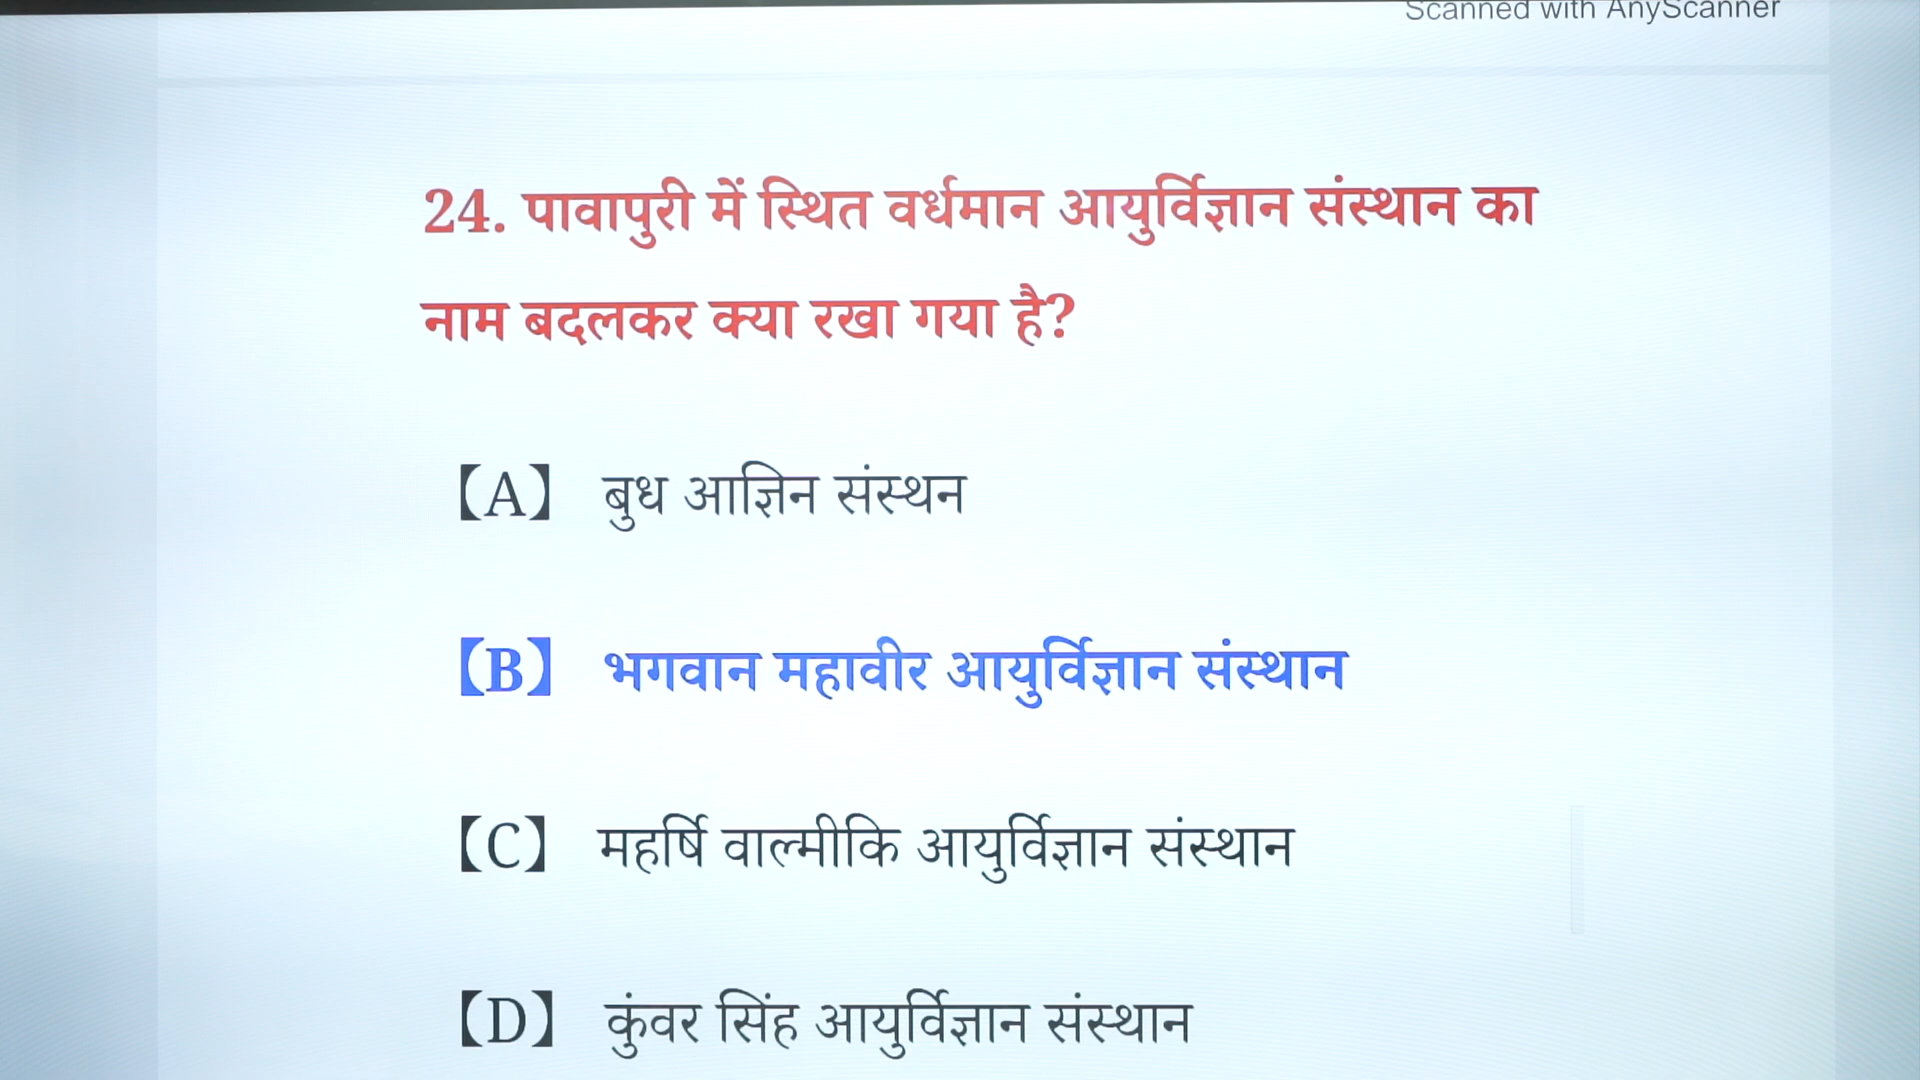 Scanned with AnyScanner
24. पावापुरी में स्थित वर्धमान आयुर्विज्ञान संस्थान का
नाम बदलकर क्या रखा गया है?
【A】 बुध आज्ञिन संस्थन
【B】 भगवान महावीर आयुर्विज्ञान संस्थान
【C】 महर्षि वाल्मीकि आयुर्विज्ञान संस्थान
【D】 कुंवर सिंह आयुर्विज्ञान संस्थान